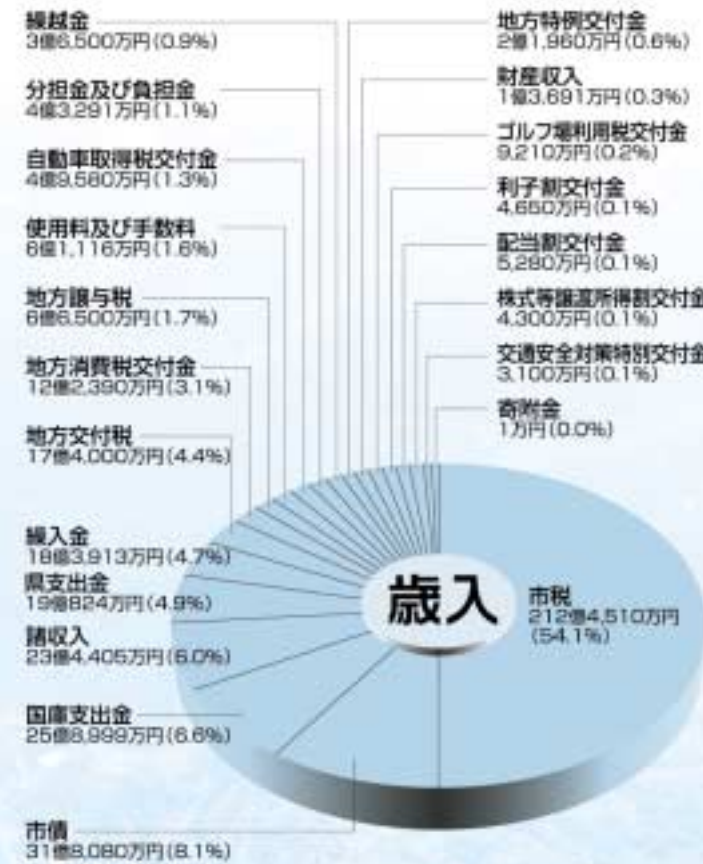 繰越金
3億6,500万円(0.9%)
分担金及び負担金
4億3,291万円(1.1%)
自動車取得税交付金
4億9,580万円(1.3%)
使用料及び手数料
6億1,116万円(1.6%)
地方譲与税
6億6,500万円(1.7%)
地方消費税交付金
12億2,390万円(3.1%)
地方交付税
17億4,000万円(4.4%)
繰入金
18億3,913万円(4.7%)
県支出金
19億824万円(4.9%)
諸収入
23億4,405万円(6.0%)
国庫支出金
25億8,999万円(6.6%)
市債
31億8,080万円(8.1%)
地方特例交付金
2億1,960万円(0.6%)
財産収入
1億3,691万円(0.3%)
ゴルフ場利用税交付金
9,210万円(0.2%)
利子割交付金
4,650万円(0.1%)
配当割交付金
5,280万円(0.1%)
株式等譲渡所得割交付金
4,300万円(0.1%)
交通安全対策特別交付金
3,100万円(0.1%)
寄附金
1万円(0.0%)
歳入
市税
212億4,510万円
(54.1%)